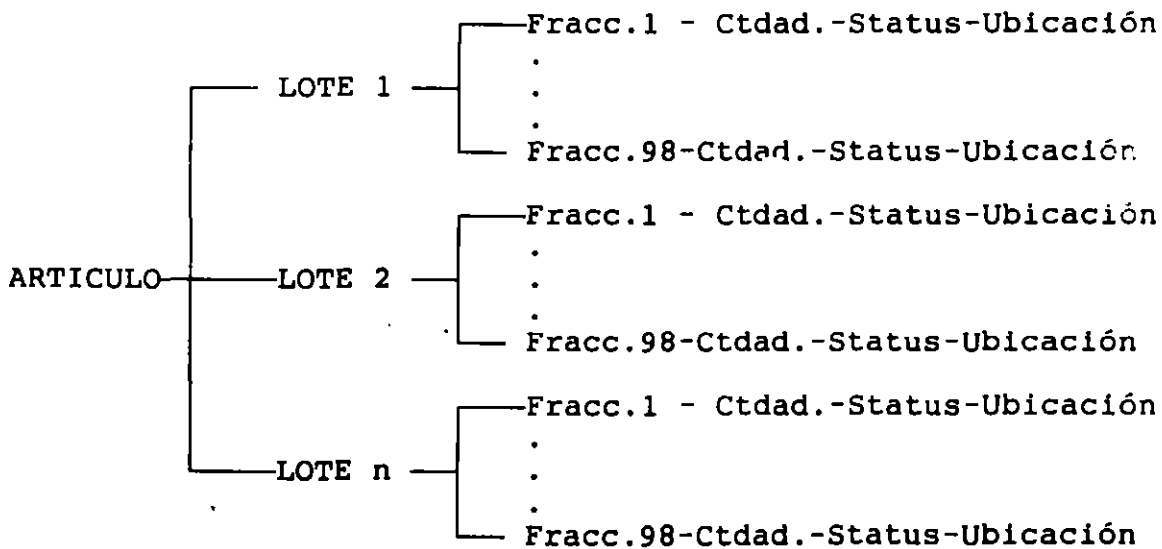 Fracc.1 - Ctdad.-Status-Ubicación
.
LOTE 1
.
.
Fracc.98-Ctdad.-Status-Ubicación
Fracc.1 - Ctdad.-Status-Ubicación
.
ARTICULO LOTE 2 .
.
Fracc.98-Ctdad.-Status-Ubicación
Fracc.1 - Ctdad.-Status-Ubicación
.
LOTE n .
.
Fracc.98-Ctdad.-Status-Ubicación